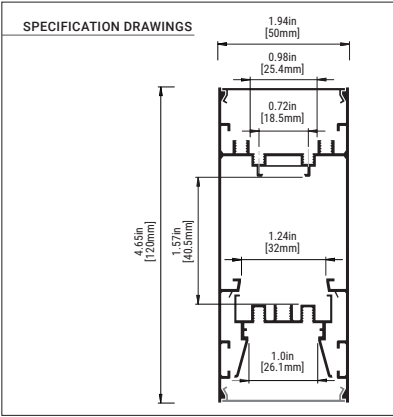 SPECIFICATION DRAWINGS
1.94in
[50mm]
0.98in
[25.4mm]
0.72in
[18.5mm]
4.65in
[120mm]
1.57in
[40.5mm]
1.24in
[32mm]
1.0in
[26.1mm]